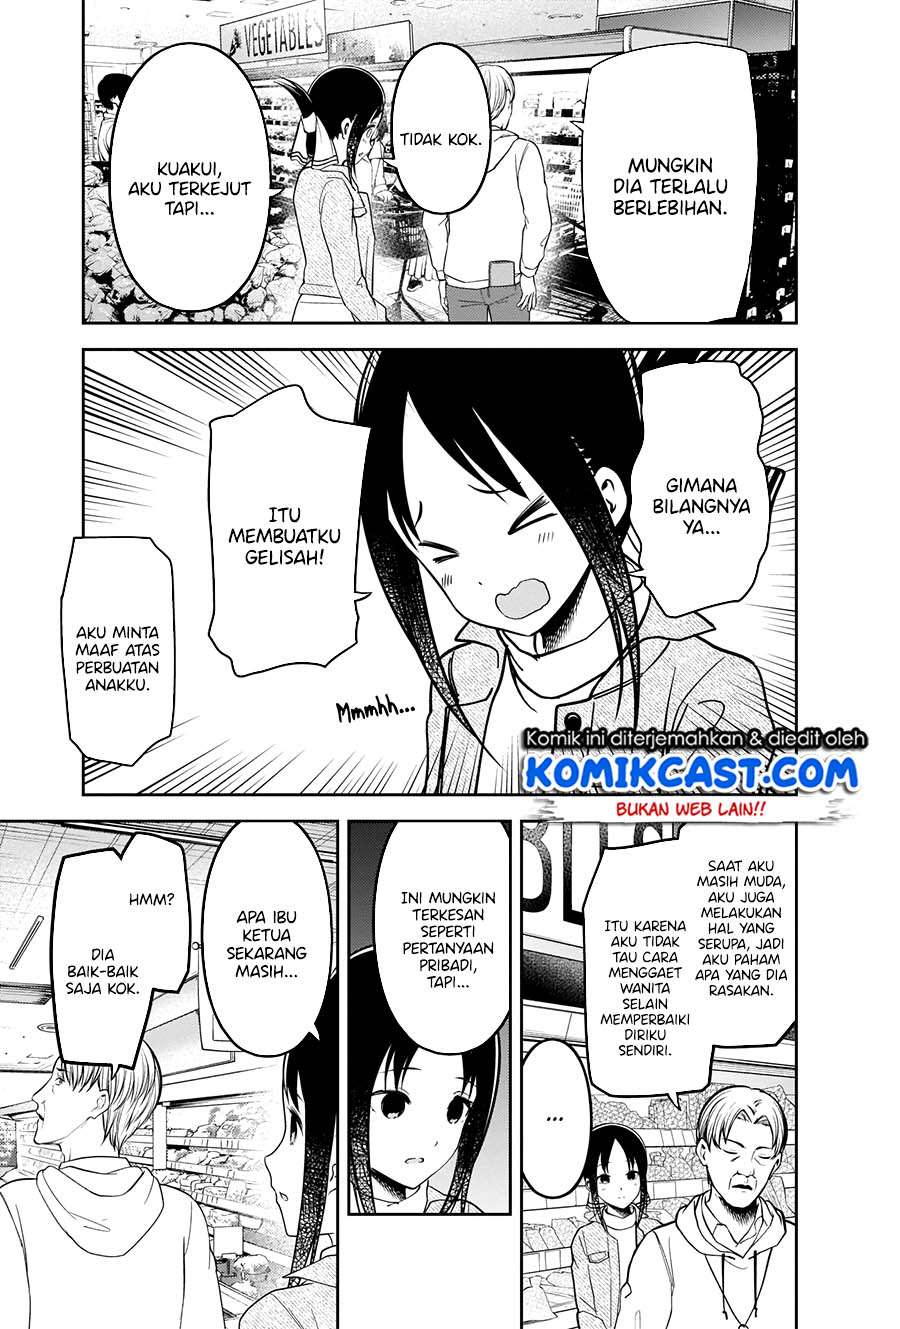 VEGETABLES
MUNGKIN
DIA TERLALU
BERLEBIHAN.
TIDAK KOK.
KUAKUI,
AKU TERKEJUT
TAPI...
GIMANA
BILANGNYA
YA...
ITU
MEMBUATKU
GELISAH!
Mmmhh...
AKU MINTA
MAAF ATAS
PERBUATAN
ANAKKU.
Komik ini diterjemahkan & diedit oleh
KOMIKCAST.COM
BUKAN WEB LAIN!!
SAAT AKU
MASIH MUDA,
AKU JUGA
MELAKUKAN
HAL YANG
SERUPA, JADI
AKU PAHAM
APA YANG DIA
RASAKAN.
ITU KARENA
AKU TIDAK
TAU CARA
MENGGAET
WANITA
SELAIN
MEMPERBAIKI
DIRIKU
SENDIRI.
...
INI MUNGKIN
TERKESAN
SEPERTI
PERTANYAAN
PRIBADI,
TAPI...
APA IBU
KETUA
SEKARANG
MASIH...
HMM?
DIA
BAIK-BAIK
SAJA KOK.